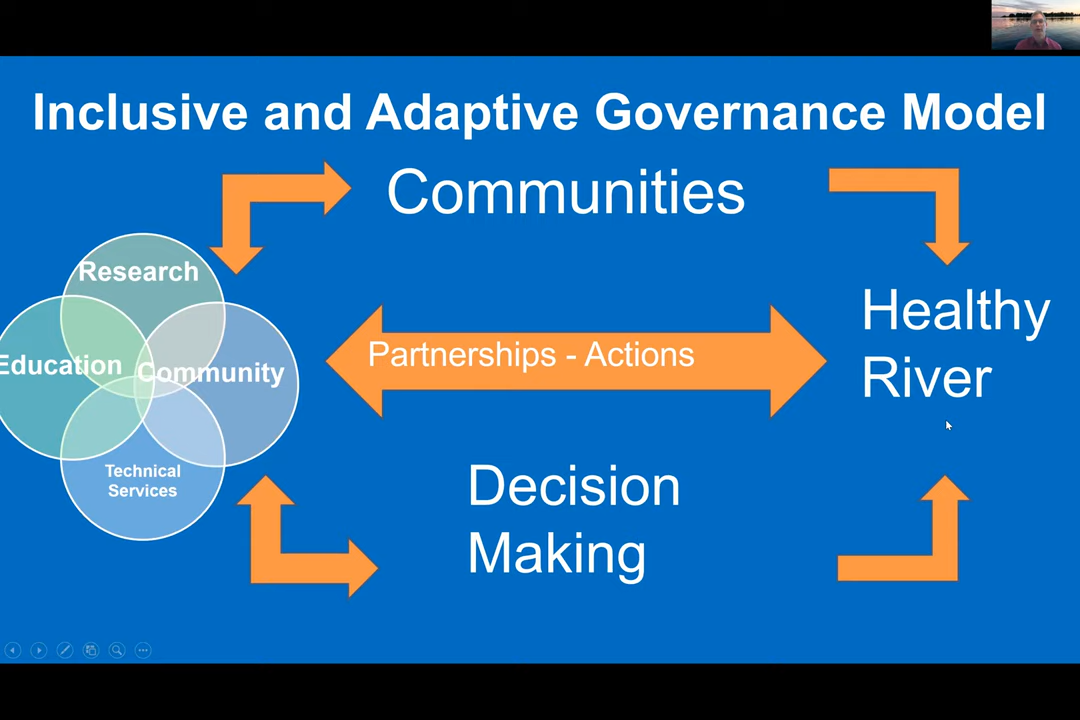 Inclusive and Adaptive Governance Model
Communities
Research
Education
Community
Technical
Services
Partnerships - Actions
Healthy
River
Decision
Making